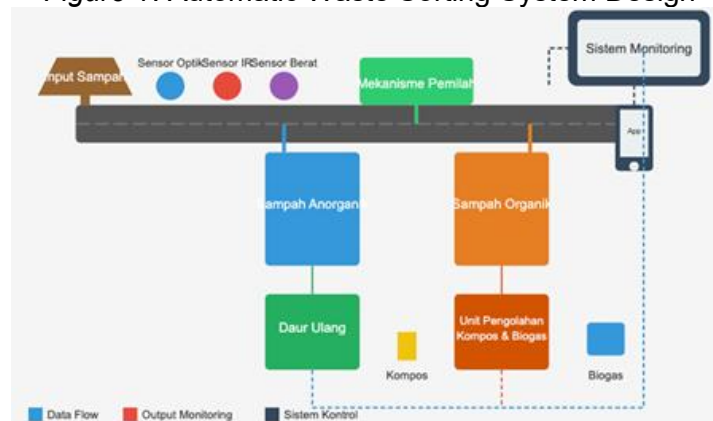 Figure 1. Automatic Waste Sorting System Design
nput Sampah
Sensor Optik
Sensor IR
Sensor Berat
Mekanisme Pemilah
Sistem Monitoring
App
Sampah Anorgani
Sampah Organik
Daur Ulang
Unit Pengolahan
Kompos & Biogas
Kompos
Biogas
Data Flow
Output Monitoring
Sistem Kontrol